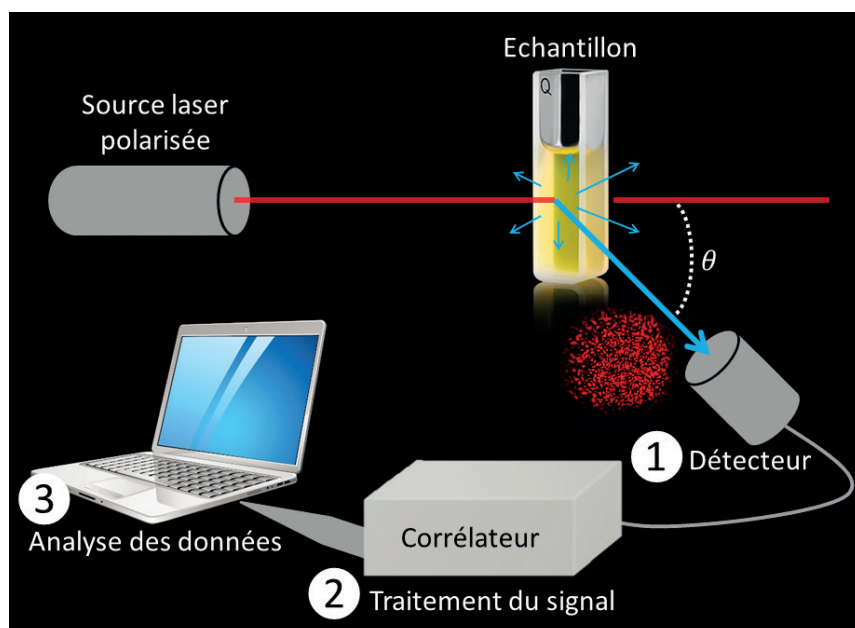 Echantillon
Source laser
polarisée
Q
θ
1 Détecteur
3
Analyse des données
Corrélateur
2 Traitement du signal